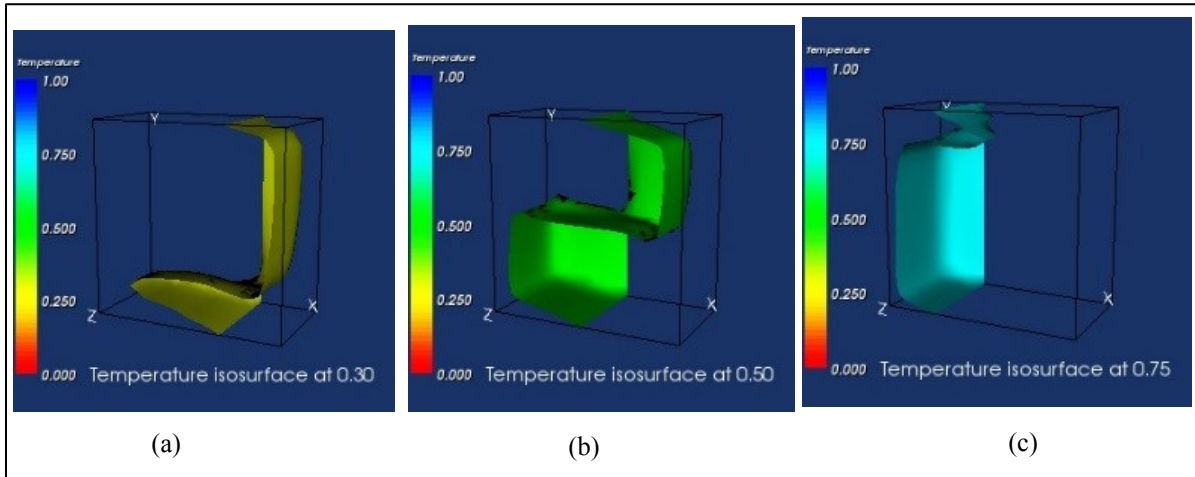 Temperature
1.00
0.750
0.500
0.250
0.000
Y
Z
X
Temperature isosurface at 0.30
(a)
Temperature
1.00
0.750
0.500
0.250
0.000
Y
Z
X
Temperature isosurface at 0.50
(b)
Temperature
1.00
0.750
0.500
0.250
0.000
Y
Z
X
Temperature isosurface at 0.75
(c)